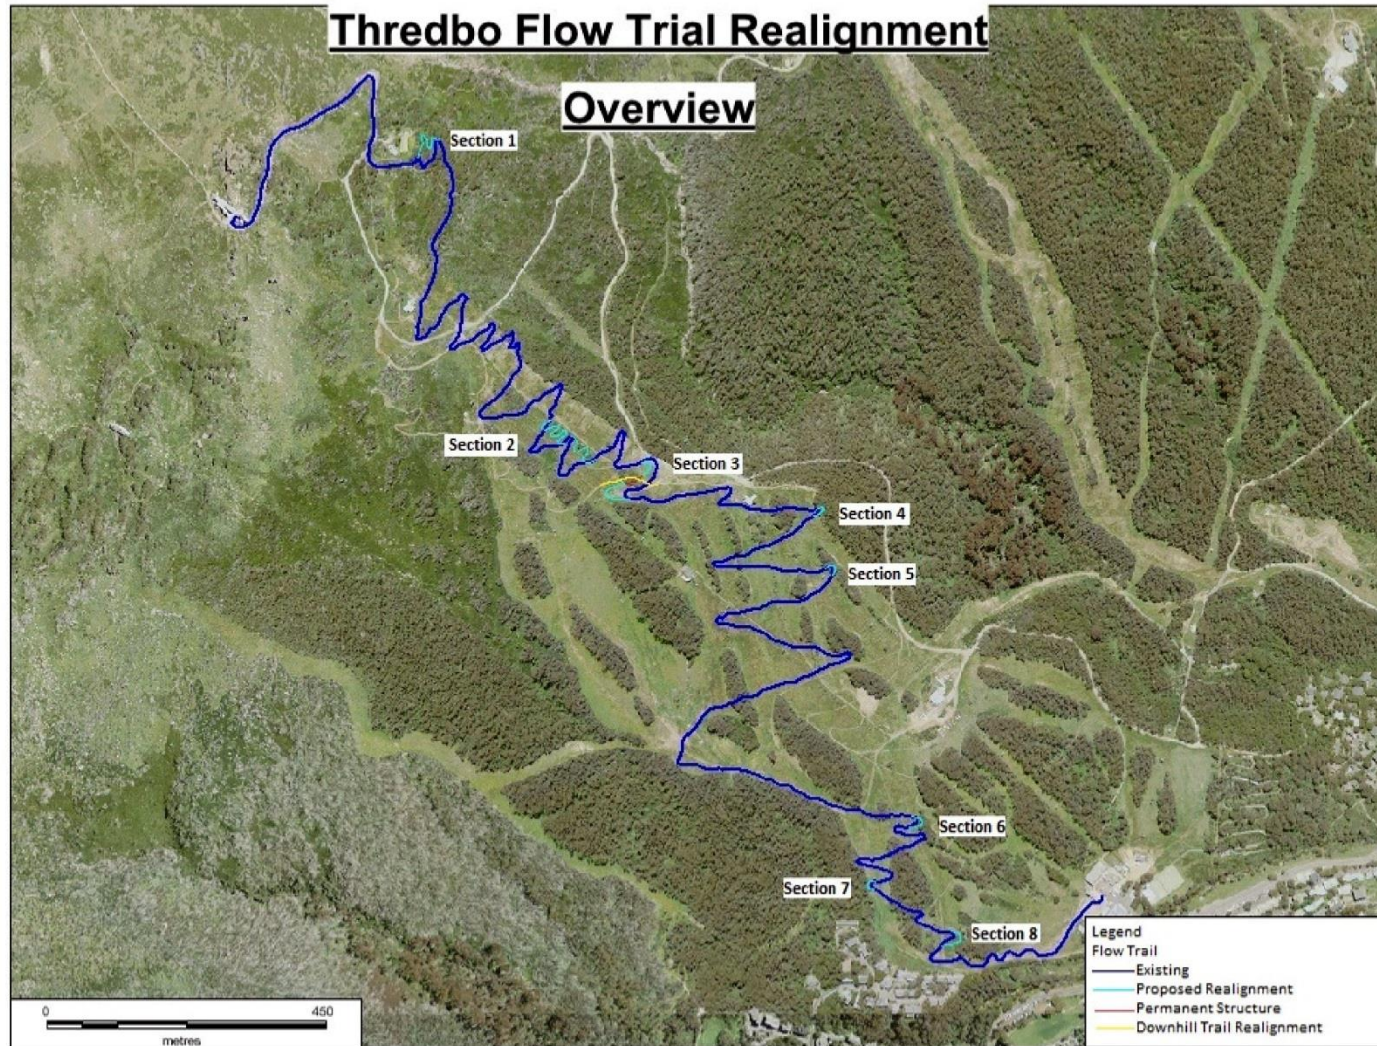 Thredbo Flow Trial Realignment
Overview
Section 1
Section 2
Section 3
Section 4
Section 5
Section 6
Section 7
Section 8
Legend
Flow Trail
Existing
Proposed Realignment
Permanent Structure
Downhill Trail Realignment
0 450
metres